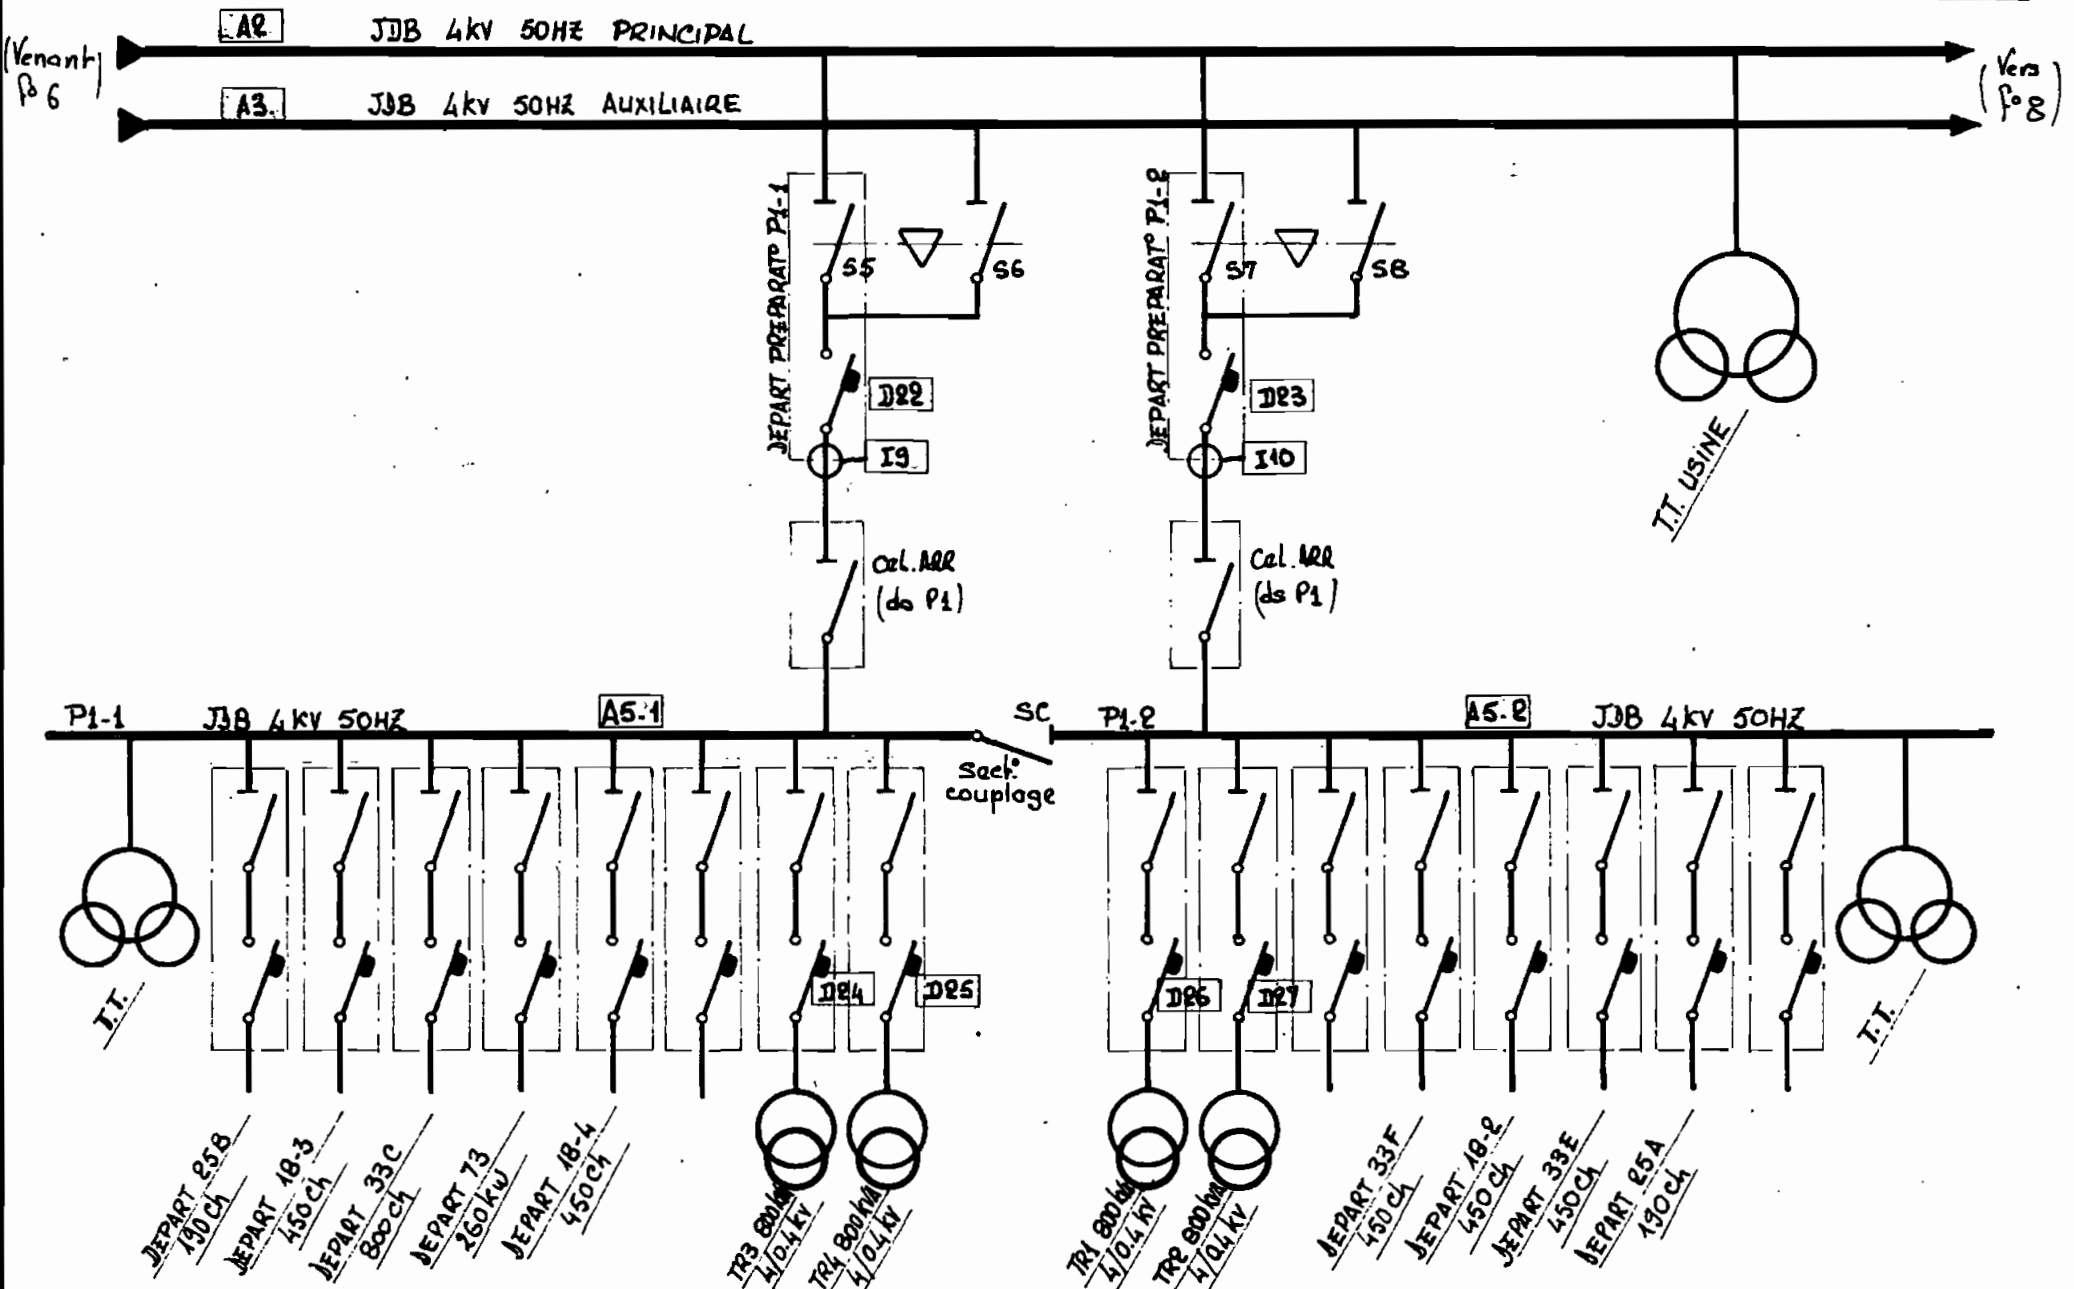 A2
JDB 4KV 50HZ PRINCIPAL
(Venant)
fo 6
A3
JDB 4KV 50HZ AUXILIAIRE
(Vers
f° 8)
DEPART PREPARAT° P1-1
S5
S6
D22
I9
Cel. ARR
(ds P1)
DEPART PREPARAT° P1-2
S7
S8
D23
I10
Cel. ARR
(ds P1)
T.T. USINE
P1-1
JDB 4KV 50HZ
A5.1
SC
Sect°
couplage
P1-2
A5.2
JDB 4KV 50HZ
D24
D25
D26
D27
T.T.
DEPART 25B
190Ch
DEPART 18-3
450Ch
DEPART 33C
800Ch
DEPART 73
260kW
DEPART 18-4
450Ch
TR3 800kVA
4/0.4kV
TR4 800kVA
4/0.4kV
TR1 800kVA
4/0.4kV
TR2 800kVA
4/0.4kV
DEPART 33F
450Ch
DEPART 18-2
450Ch
DEPART 33E
450Ch
DEPART 25A
190Ch
T.T.